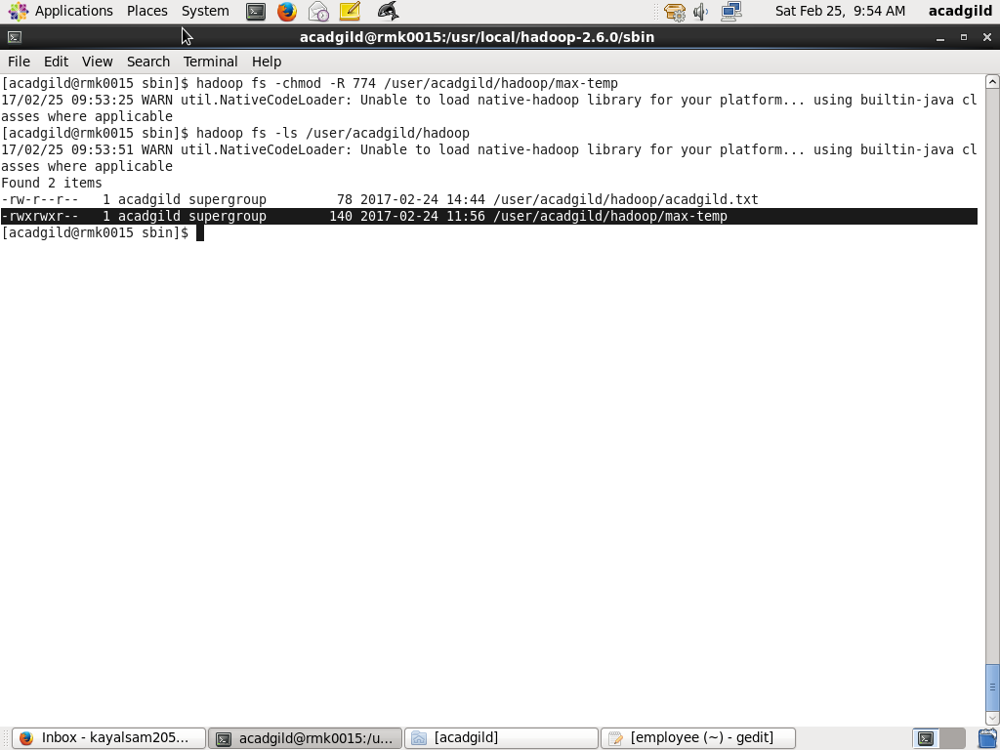 Applications Places System Sat Feb 25, 9:54 AM acadgild
acadgild@rmk0015:/usr/local/hadoop-2.6.0/sbin
File Edit View Search Terminal Help
[acadgild@rmk0015 sbin]$ hadoop fs -chmod -R 774 /user/acadgild/hadoop/max-temp
17/02/25 09:53:25 WARN util.NativeCodeLoader: Unable to load native-hadoop library for your platform... using builtin-java cl
asses where applicable
[acadgild@rmk0015 sbin]$ hadoop fs -ls /user/acadgild/hadoop
17/02/25 09:53:51 WARN util.NativeCodeLoader: Unable to load native-hadoop library for your platform... using builtin-java cl
asses where applicable
Found 2 items
-rw-r--r--   1 acadgild supergroup         78 2017-02-24 14:44 /user/acadgild/hadoop/acadgild.txt
-rwxrwxr--   1 acadgild supergroup        140 2017-02-24 11:56 /user/acadgild/hadoop/max-temp
[acadgild@rmk0015 sbin]$
Inbox - kayalsam205... acadgild@rmk0015:/u... [acadgild] [employee (~) - gedit]